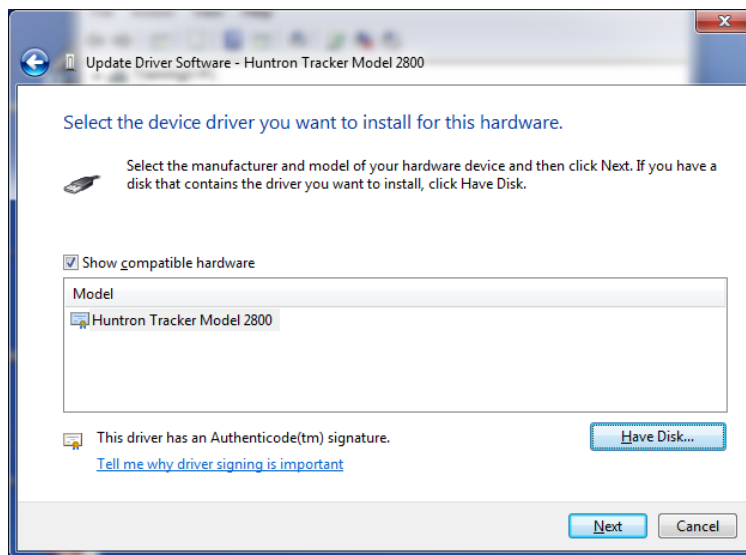 Help
Update Driver Software - Huntron Tracker Model 2800
Select the device driver you want to install for this hardware.
Select the manufacturer and model of your hardware device and then click Next. If you have a
disk that contains the driver you want to install, click Have Disk.
Show compatible hardware
Model
Huntron Tracker Model 2800
This driver has an Authenticode(tm) signature.
Have Disk...
Tell me why driver signing is important
Next
Cancel